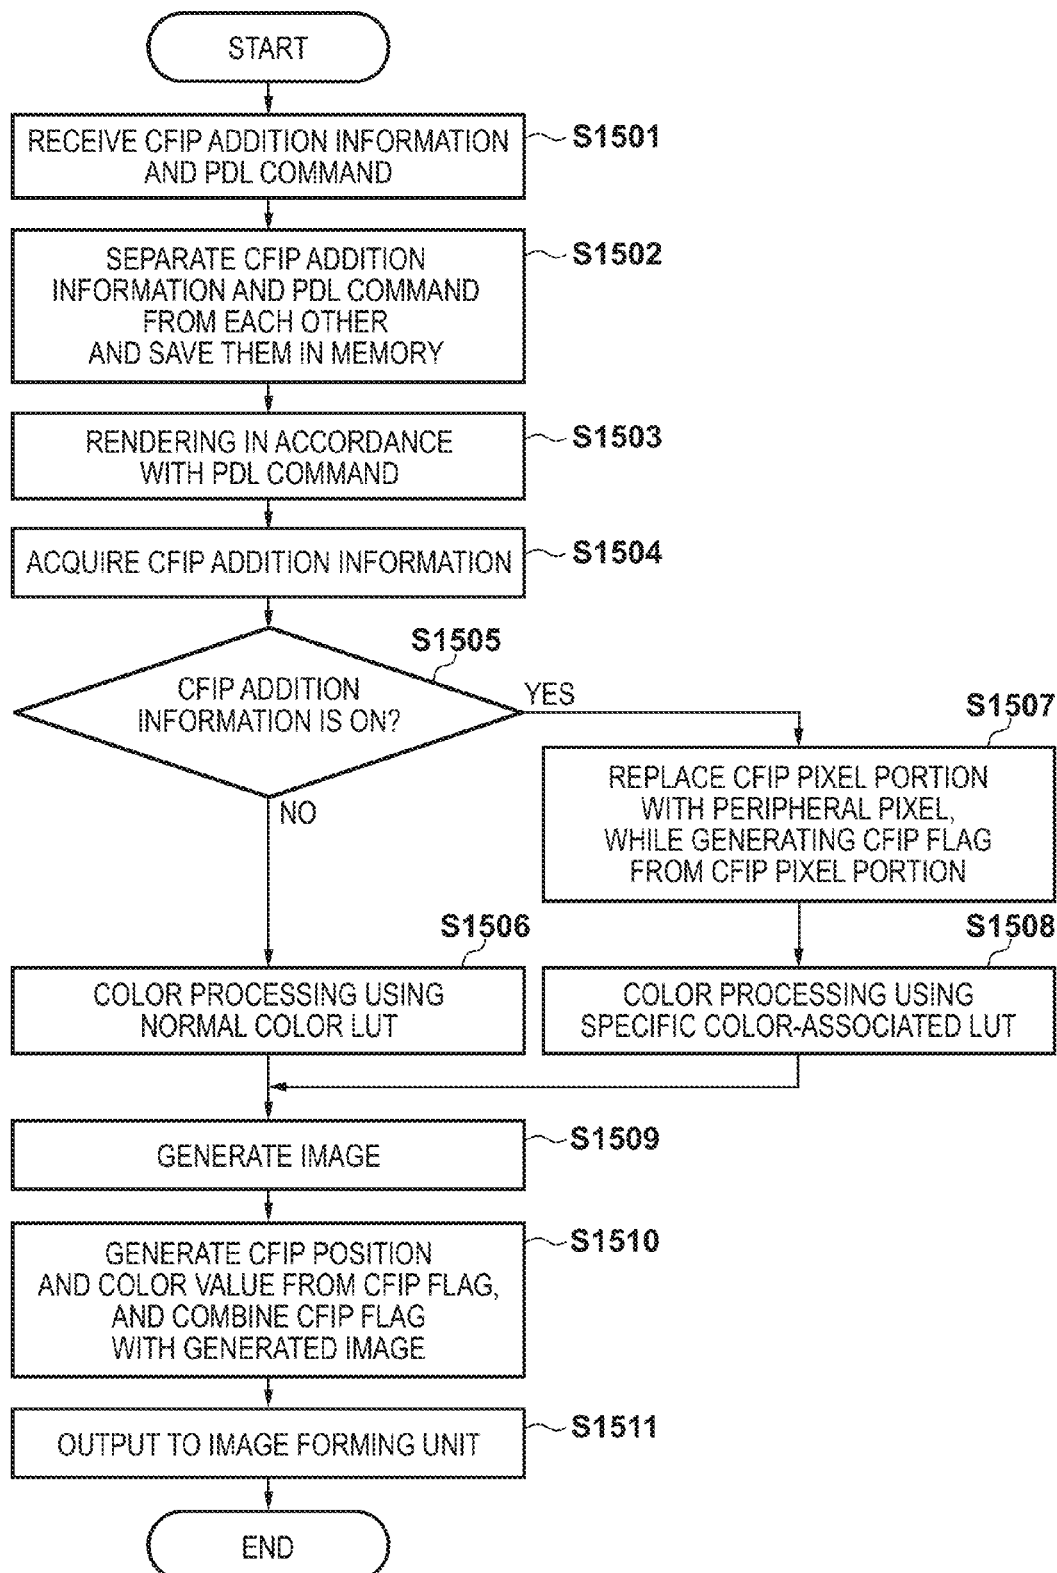 START
RECEIVE CFIP ADDITION INFORMATION
AND PDL COMMAND
S1501
SEPARATE CFIP ADDITION
INFORMATION AND PDL COMMAND
FROM EACH OTHER
AND SAVE THEM IN MEMORY
S1502
RENDERING IN ACCORDANCE
WITH PDL COMMAND
S1503
ACQUIRE CFIP ADDITION INFORMATION
S1504
S1505
CFIP ADDITION
INFORMATION IS ON?
YES
NO
S1507
REPLACE CFIP PIXEL PORTION
WITH PERIPHERAL PIXEL,
WHILE GENERATING CFIP FLAG
FROM CFIP PIXEL PORTION
S1506
COLOR PROCESSING USING
NORMAL COLOR LUT
S1508
COLOR PROCESSING USING
SPECIFIC COLOR-ASSOCIATED LUT
GENERATE IMAGE
S1509
GENERATE CFIP POSITION
AND COLOR VALUE FROM CFIP FLAG,
AND COMBINE CFIP FLAG
WITH GENERATED IMAGE
S1510
OUTPUT TO IMAGE FORMING UNIT
S1511
END